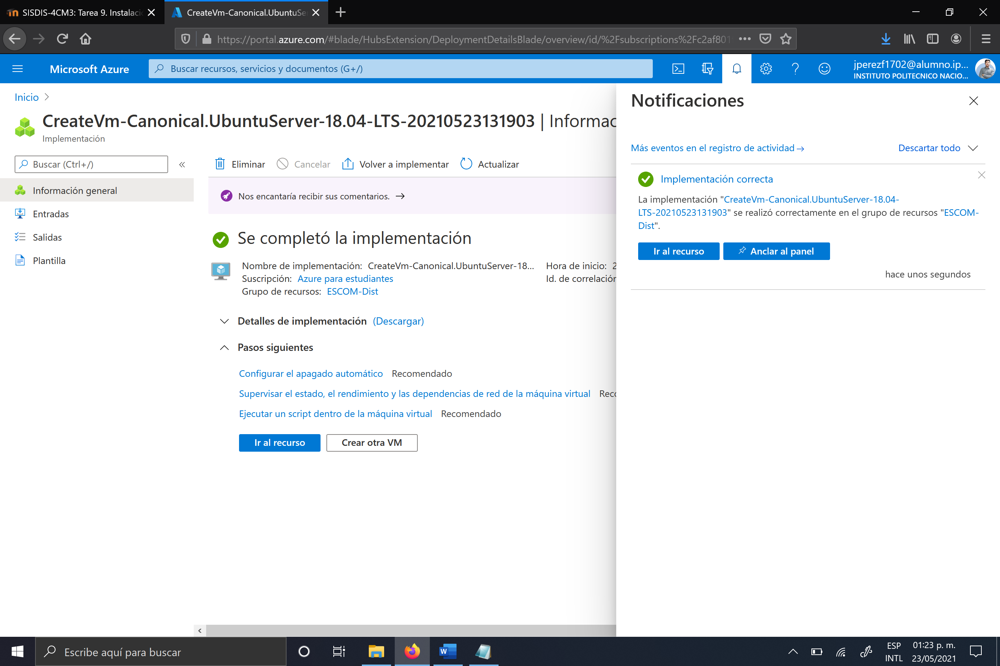 SISDIS-4CM3: Tarea 9. Instalaci
CreateVm-Canonical.UbuntuSe
https://portal.azure.com/#blade/HubsExtension/DeploymentDetailsBlade/overview/id/%2Fsubscriptions%2Fc2af801
Microsoft Azure
Buscar recursos, servicios y documentos (G+/)
jperezf1702@alumno.ip...
INSTITUTO POLITECNICO NACIO...
Inicio
CreateVm-Canonical.UbuntuServer-18.04-LTS-20210523131903 | Informac
Implementación
Buscar (Ctrl+/)
«
Información general
Entradas
Salidas
Plantilla
Eliminar
Cancelar
Volver a implementar
Actualizar
Nos encantaría recibir sus comentarios. →
Se completó la implementación
Nombre de implementación: CreateVm-Canonical.UbuntuServer-18... Hora de inicio: 2
Suscripción: Azure para estudiantes Id. de correlación
Grupo de recursos: ESCOM-Dist
Detalles de implementación (Descargar)
Pasos siguientes
Configurar el apagado automático Recomendado
Supervisar el estado, el rendimiento y las dependencias de red de la máquina virtual Reco
Ejecutar un script dentro de la máquina virtual Recomendado
Ir al recurso
Crear otra VM
Notificaciones
Más eventos en el registro de actividad →
Descartar todo
Implementación correcta
La implementación "CreateVm-Canonical.UbuntuServer-18.04-
LTS-20210523131903" se realizó correctamente en el grupo de recursos "ESCOM-
Dist".
Ir al recurso
Anclar al panel
hace unos segundos
Escribe aquí para buscar
ESP
INTL
01:23 p. m.
23/05/2021